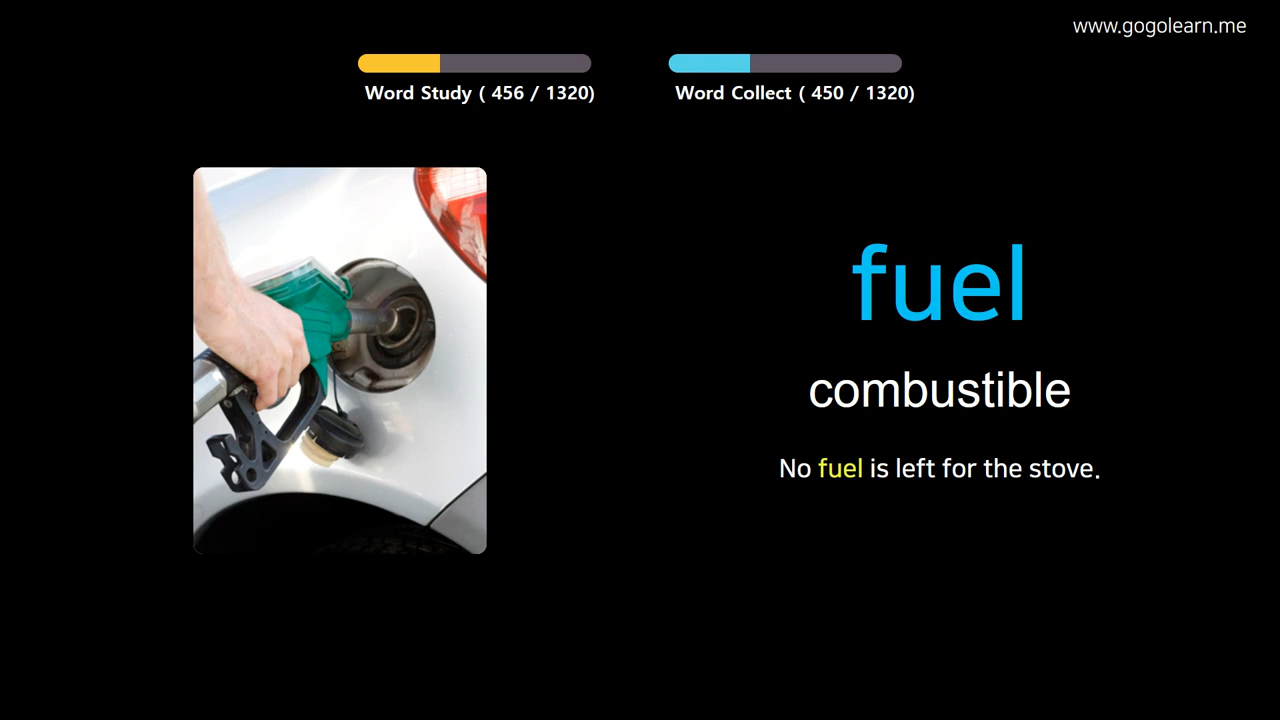 www.gogolearn.me
Word Study ( 456 / 1320)
Word Collect ( 450 / 1320)
fuel
combustible
No fuel is left for the stove.